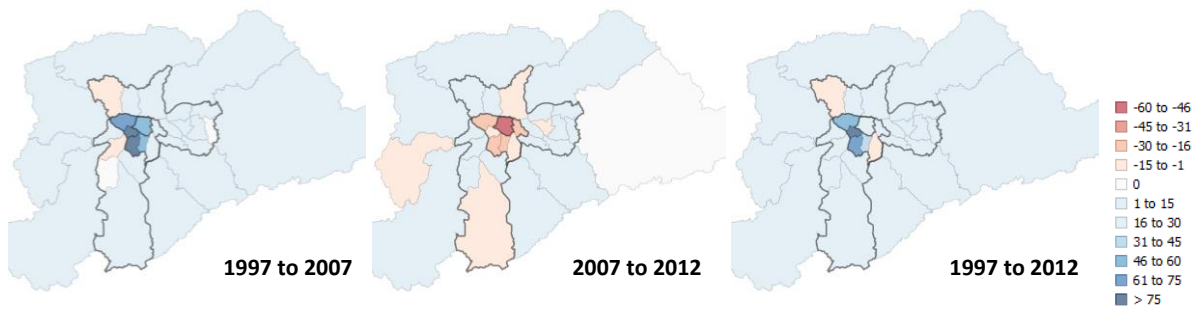 1997 to 2007
2007 to 2012
1997 to 2012
-60 to -46
-45 to -31
-30 to -16
-15 to -1
0
1 to 15
16 to 30
31 to 45
46 to 60
61 to 75
> 75